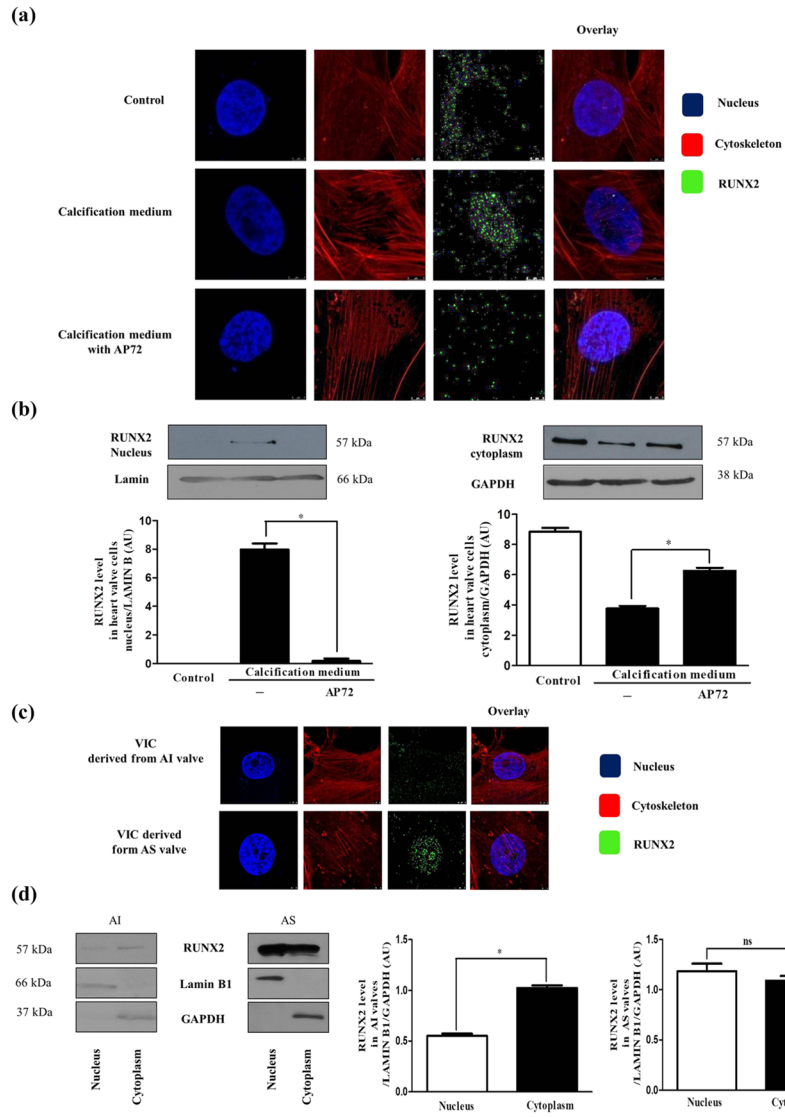 (a)
Overlay
Control
Nucleus
Cytoskeleton
Calcification medium
RUNX2
Calcification medium
with AP72
(b)
RUNX2
Nucleus
57 kDa
Lamin
66 kDa
RUNX2
cytoplasm
57 kDa
GAPDH
38 kDa
RUNX2 level
in heart valve cells
nucleus/LAMIN B (AU)
10
8
6
4
2
0
*
Control
Calcification medium
–
AP72
RUNX2 level
in heart valve cells
cytoplasm/GAPDH (AU)
10
8
6
4
2
0
*
Control
Calcification medium
–
AP72
(c)
Overlay
VIC
derived from AI valve
Nucleus
Cytoskeleton
VIC derived
form AS valve
RUNX2
(d)
AI
AS
57 kDa
RUNX2
66 kDa
Lamin B1
37 kDa
GAPDH
Nucleus
Cytoplasm
Nucleus
Cytoplasm
RUNX2 level
in AI valves
/LAMIN B1/GAPDH (AU)
1.5
1.0
0.5
0.0
*
Nucleus
Cytoplasm
RUNX2 level
in AS valves
/LAMIN B1/GAPDH (AU)
1.5
1.0
0.5
0.0
ns
Nucleus
Cyt